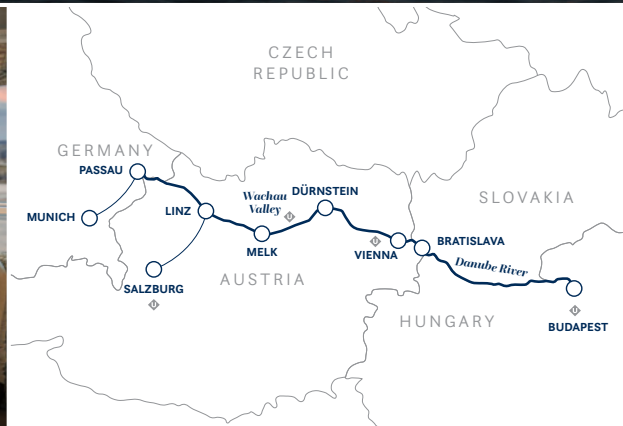 CZECH
REPUBLIC
GERMANY
PASSAU
Wachau
Valley
DÜRNSTEIN
SLOVAKIA
MUNICH
LINZ
U
MELK
U
VIENNA
BRATISLAVA
Danube River
SALZBURG
AUSTRIA
U
HUNGARY
U
BUDAPEST